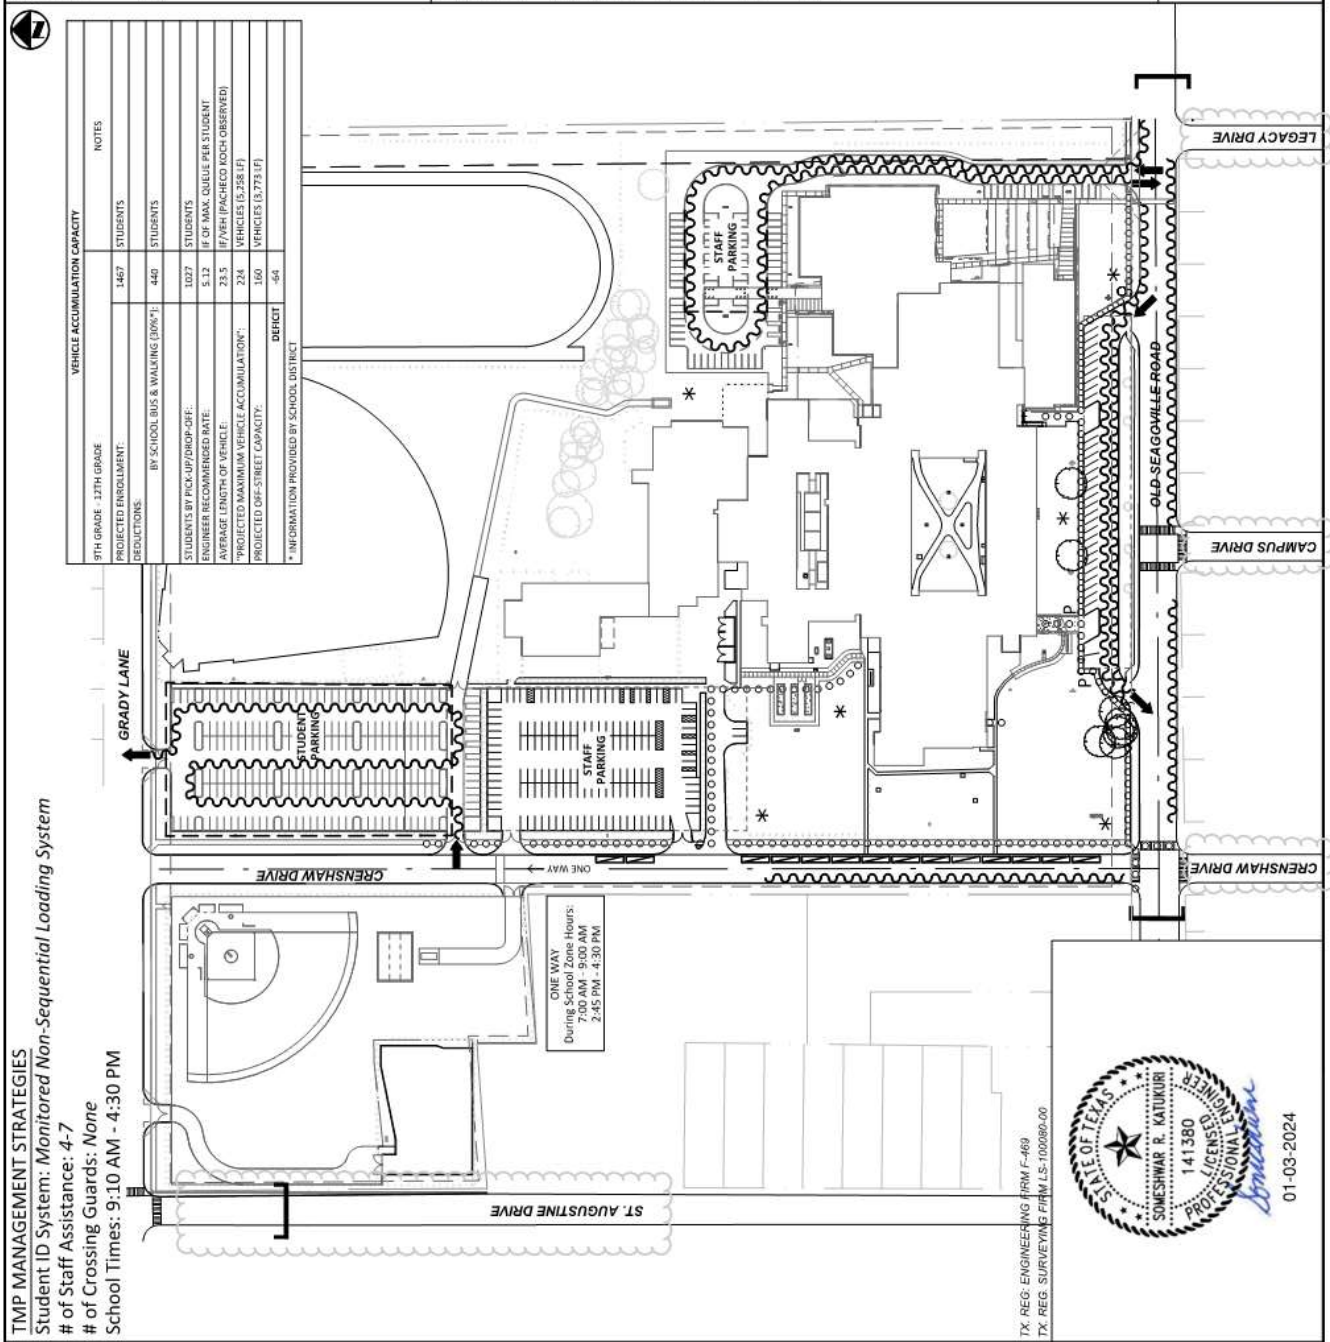 TMP MANAGEMENT STRATEGIES
Student ID System: Monitored Non-Sequential Loading System
# of Staff Assistance: 4-7
# of Crossing Guards: None
School Times: 9:10 AM - 4:30 PM
VEHICLE ACCUMULATION CAPACITY
9TH GRADE - 12TH GRADE NOTES
PROJECTED ENROLLMENT: 1467 STUDENTS
DEDUCTIONS:
BY SCHOOL BUS & WALKING (30%*): 440 STUDENTS
STUDENTS BY PICK-UP/DROP-OFF: 1027 STUDENTS
ENGINEER RECOMMENDED RATE: 5.12 lF OF MAX. QUEUE PER STUDENT
AVERAGE LENGTH OF VEHICLE: 23.5 lF/VEH (PACHECO KOCH OBSERVED)
"PROJECTED MAXIMUM VEHICLE ACCUMULATION": 224 VEHICLES (5,258 LF)
PROJECTED OFF-STREET CAPACITY: 160 VEHICLES (3,773 LF)
DEFICIT -64
* INFORMATION PROVIDED BY SCHOOL DISTRICT
GRADY LANE
STUDENT
PARKING
STAFF
PARKING
STAFF
PARKING
CRENSHAW DRIVE
ONE WAY
ONE WAY
During School Zone Hours:
7:00 AM - 9:00 AM
2:45 PM - 4:30 PM
ST. AUGUSTINE DRIVE
OLD SEAGOVILLE ROAD
LEGACY DRIVE
CAMPUS DRIVE
CRENSHAW DRIVE
P
P
TX. REG: ENGINEERING FIRM F-469
TX. REG. SURVEYING FIRM LS-100080-00
STATE OF TEXAS
SOMESHWAR R. KATUKURI
141380
LICENSED
PROFESSIONAL ENGINEER
01-03-2024